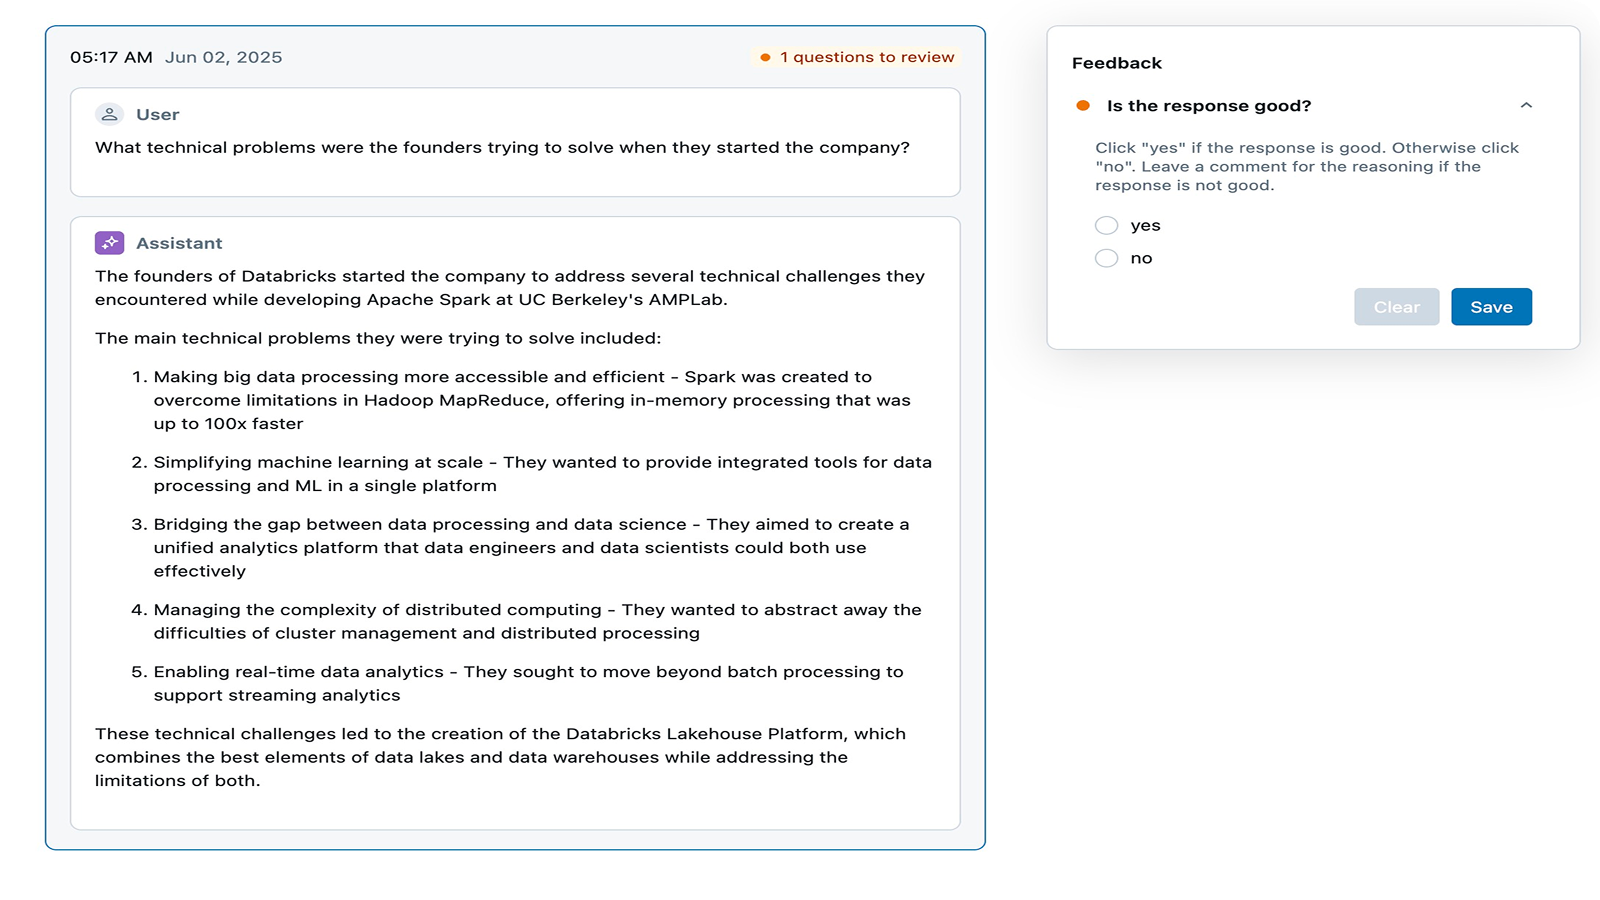 05:17 AM Jun 02, 2025
1 questions to review
User
What technical problems were the founders trying to solve when they started the company?
Assistant
The founders of Databricks started the company to address several technical challenges they
encountered while developing Apache Spark at UC Berkeley's AMPLab.
The main technical problems they were trying to solve included:
1. Making big data processing more accessible and efficient - Spark was created to
overcome limitations in Hadoop MapReduce, offering in-memory processing that was
up to 100x faster
2. Simplifying machine learning at scale - They wanted to provide integrated tools for data
processing and ML in a single platform
3. Bridging the gap between data processing and data science - They aimed to create a
unified analytics platform that data engineers and data scientists could both use
effectively
4. Managing the complexity of distributed computing - They wanted to abstract away the
difficulties of cluster management and distributed processing
5. Enabling real-time data analytics - They sought to move beyond batch processing to
support streaming analytics
These technical challenges led to the creation of the Databricks Lakehouse Platform, which
combines the best elements of data lakes and data warehouses while addressing the
limitations of both.
Feedback
Is the response good?
Click "yes" if the response is good. Otherwise click
"no". Leave a comment for the reasoning if the
response is not good.
yes
no
Clear
Save